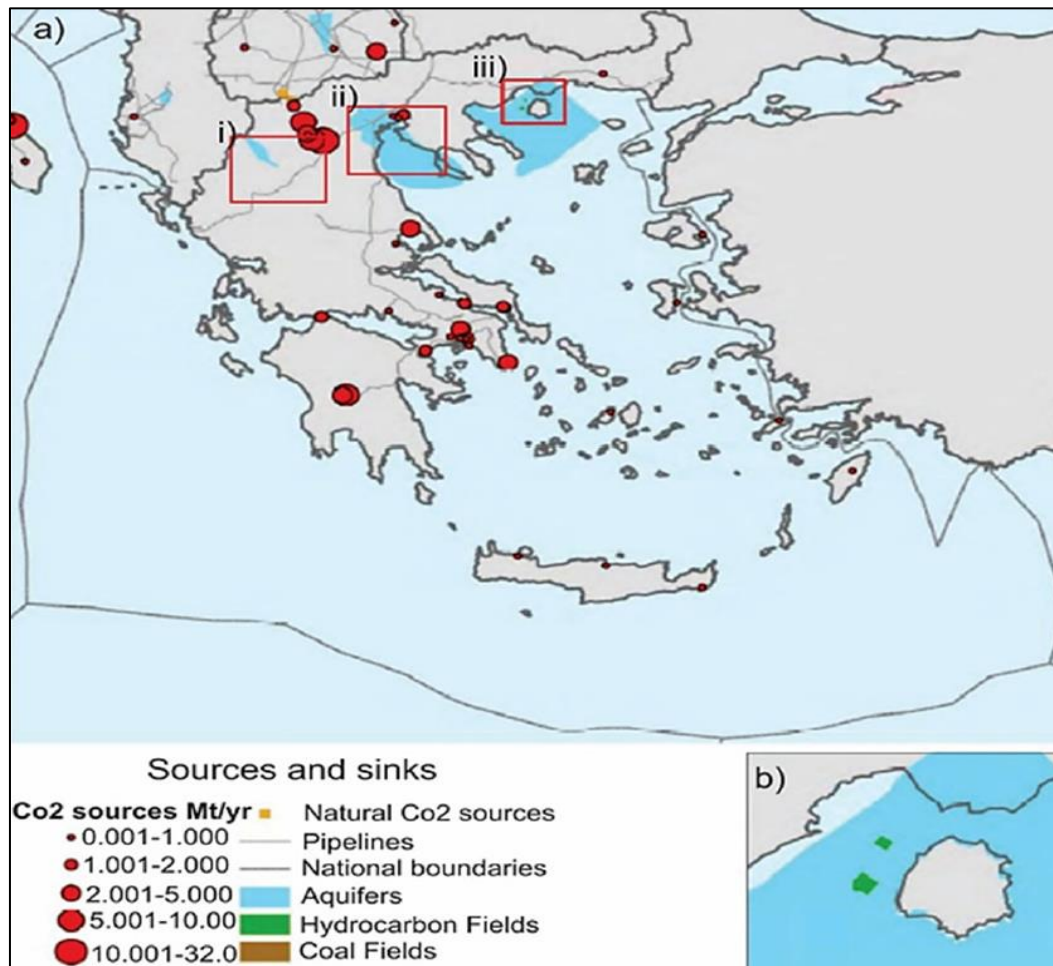 a)
iii)
ii)
i)
Sources and sinks
Co2 sources Mt/yr
0.001-1.000
1.001-2.000
2.001-5.000
5.001-10.00
10.001-32.0
Natural Co2 sources
Pipelines
National boundaries
Aquifers
Hydrocarbon Fields
Coal Fields
b)